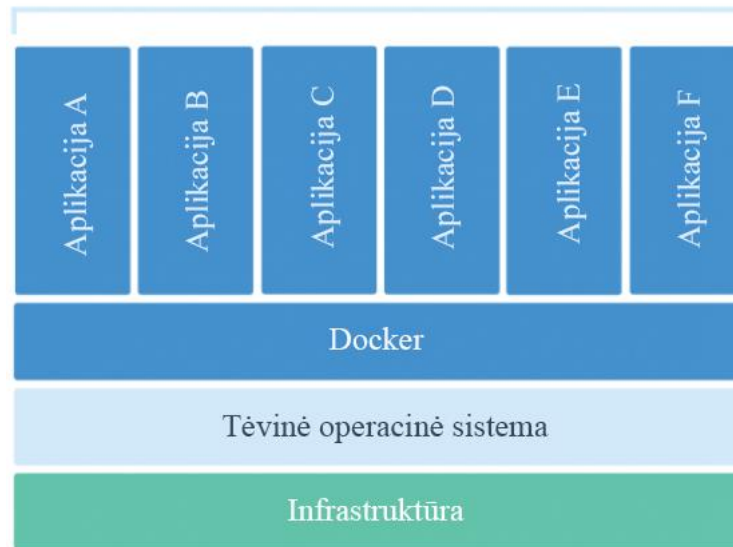 Aplikacija A
Aplikacija B
Aplikacija C
Aplikacija D
Aplikacija E
Aplikacija F
Docker
Tėvinė operacinė sistema
Infrastruktūra